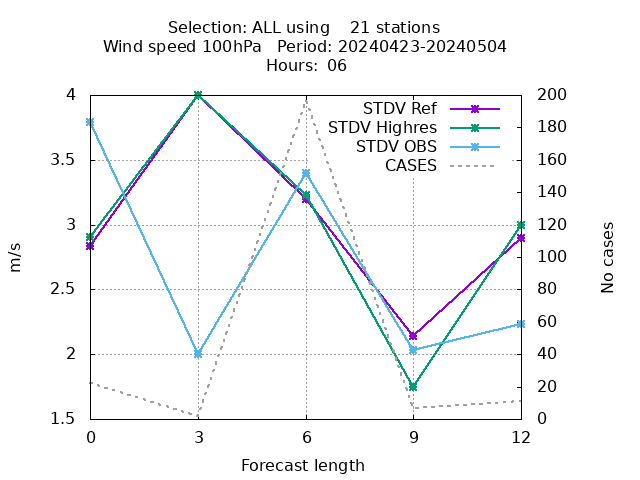 Selection: ALL using 21 stations
Wind speed 100hPa Period: 20240423-20240504
Hours: 06
STDV Ref
STDV Highres
STDV OBS
CASES
4
3.5
3
2.5
2
1.5
200
180
160
140
120
100
80
60
40
20
0
m/s
No cases
0 3 6 9 12
Forecast length